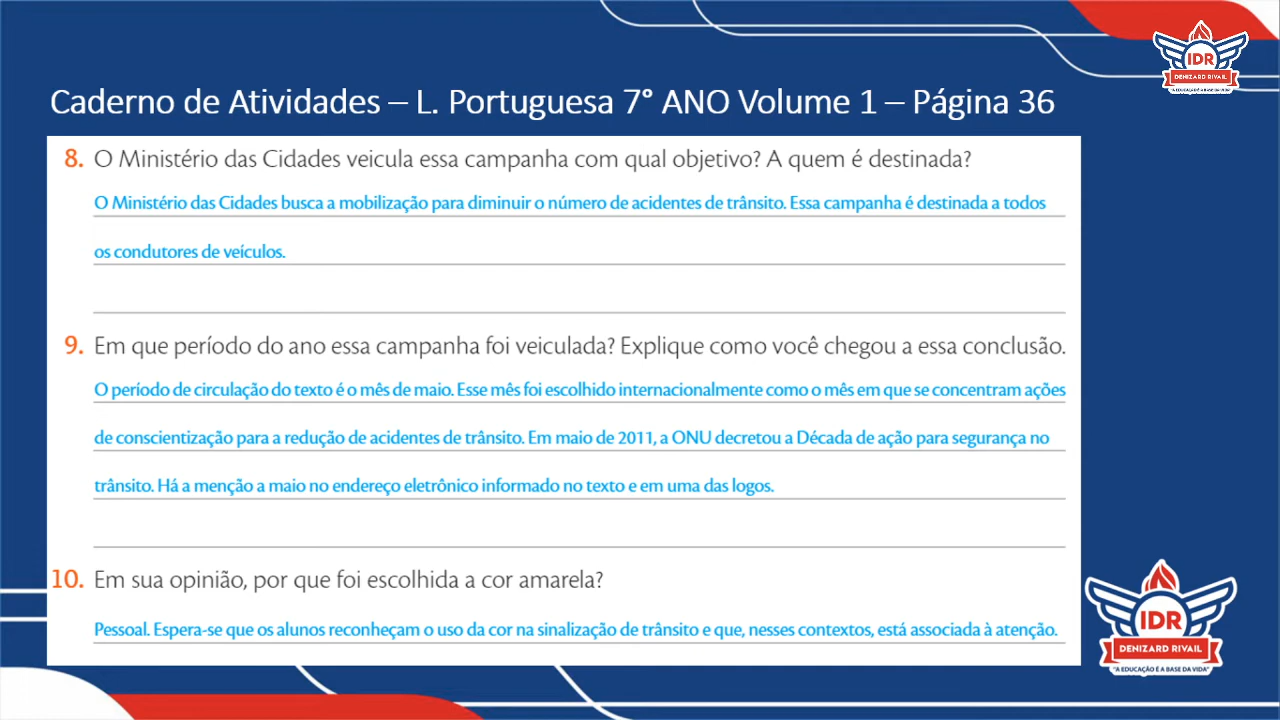 IDR
DENIZARD RIVAIL
"A EDUCAÇÃO É A BASE DA VIDA"
Caderno de Atividades – L. Portuguesa 7° ANO Volume 1 – Página 36
8. O Ministério das Cidades veicula essa campanha com qual objetivo? A quem é destinada?
O Ministério das Cidades busca a mobilização para diminuir o número de acidentes de trânsito. Essa campanha é destinada a todos
os condutores de veículos.
9. Em que período do ano essa campanha foi veiculada? Explique como você chegou a essa conclusão.
O período de circulação do texto é o mês de maio. Esse mês foi escolhido internacionalmente como o mês em que se concentram ações
de conscientização para a redução de acidentes de trânsito. Em maio de 2011, a ONU decretou a Década de ação para segurança no
trânsito. Há a menção a maio no endereço eletrônico informado no texto e em uma das logos.
10. Em sua opinião, por que foi escolhida a cor amarela?
Pessoal. Espera-se que os alunos reconheçam o uso da cor na sinalização de trânsito e que, nesses contextos, está associada à atenção.
IDR
DENIZARD RIVAIL
"A EDUCAÇÃO É A BASE DA VIDA"